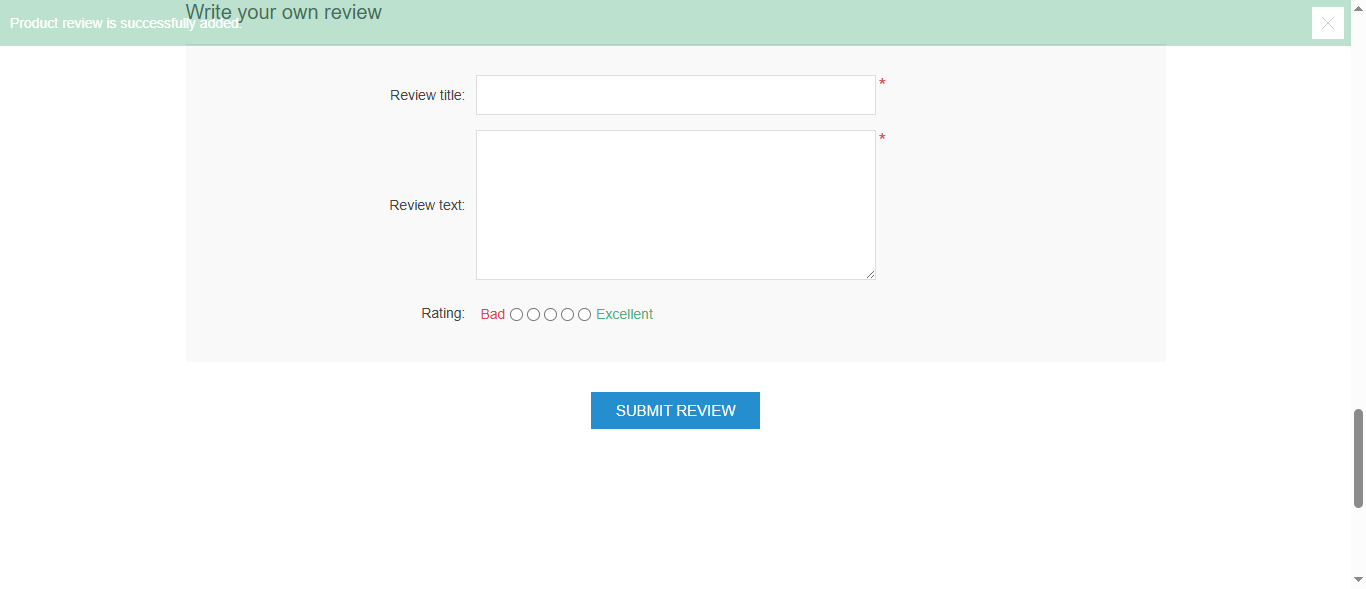 Write your own review
Product review is successfully added.
Review title:
*
*
Review text:
Rating:
Bad
Excellent
SUBMIT REVIEW